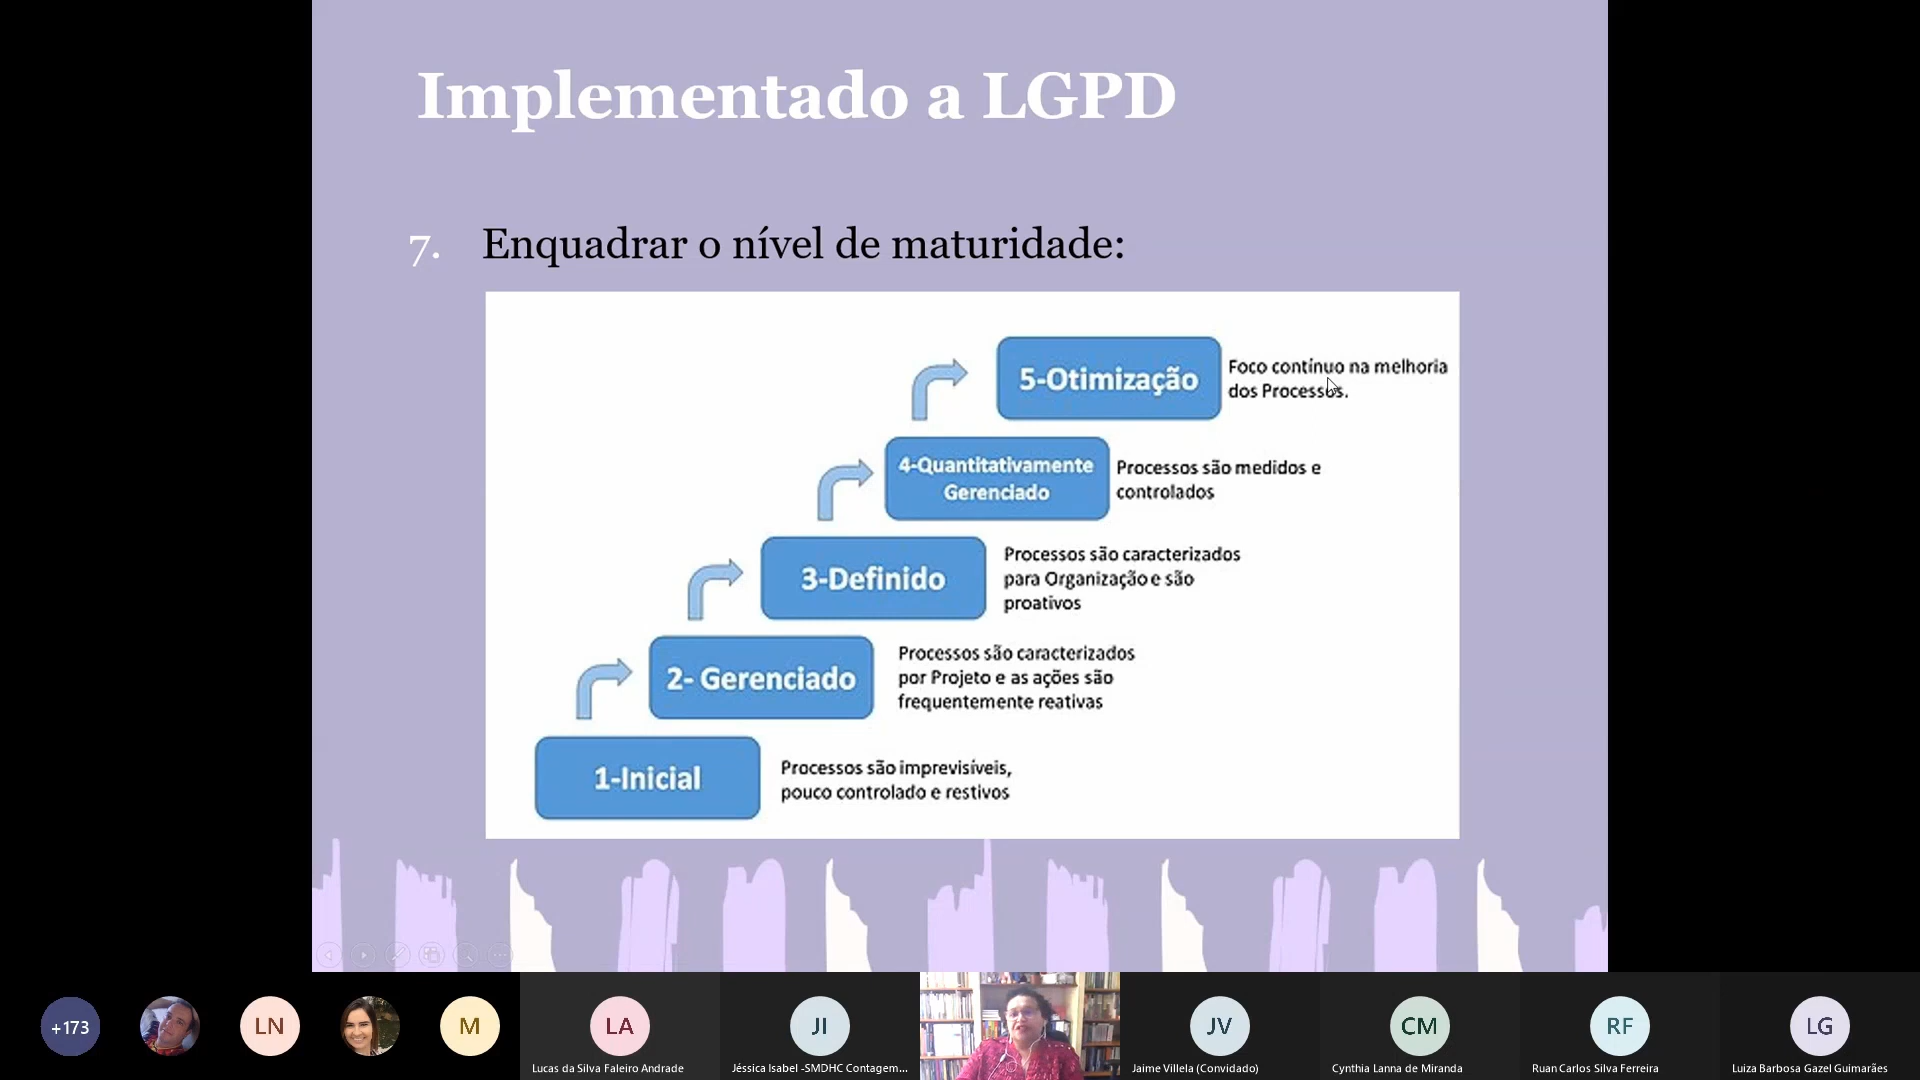 Implementado a LGPD
7. Enquadrar o nível de maturidade:
5-Otimização
Foco contínuo na melhoria
dos Processos.
4-Quantitativamente
Gerenciado
Processos são medidos e
controlados
3-Definido
Processos são caracterizados
para Organização e são
proativos
2- Gerenciado
Processos são caracterizados
por Projeto e as ações são
frequentemente reativas
1-Inicial
Processos são imprevisíveis,
pouco controlado e restivos
+173
LN
M
LA
JI
JV
CM
RF
LG
Lucas da Silva Faleiro Andrade
Jéssica Isabel -SMDHC Contagem...
Jaime Villela (Convidado)
Cynthia Lanna de Miranda
Ruan Carlos Silva Ferreira
Luiza Barbosa Gazel Guimarães